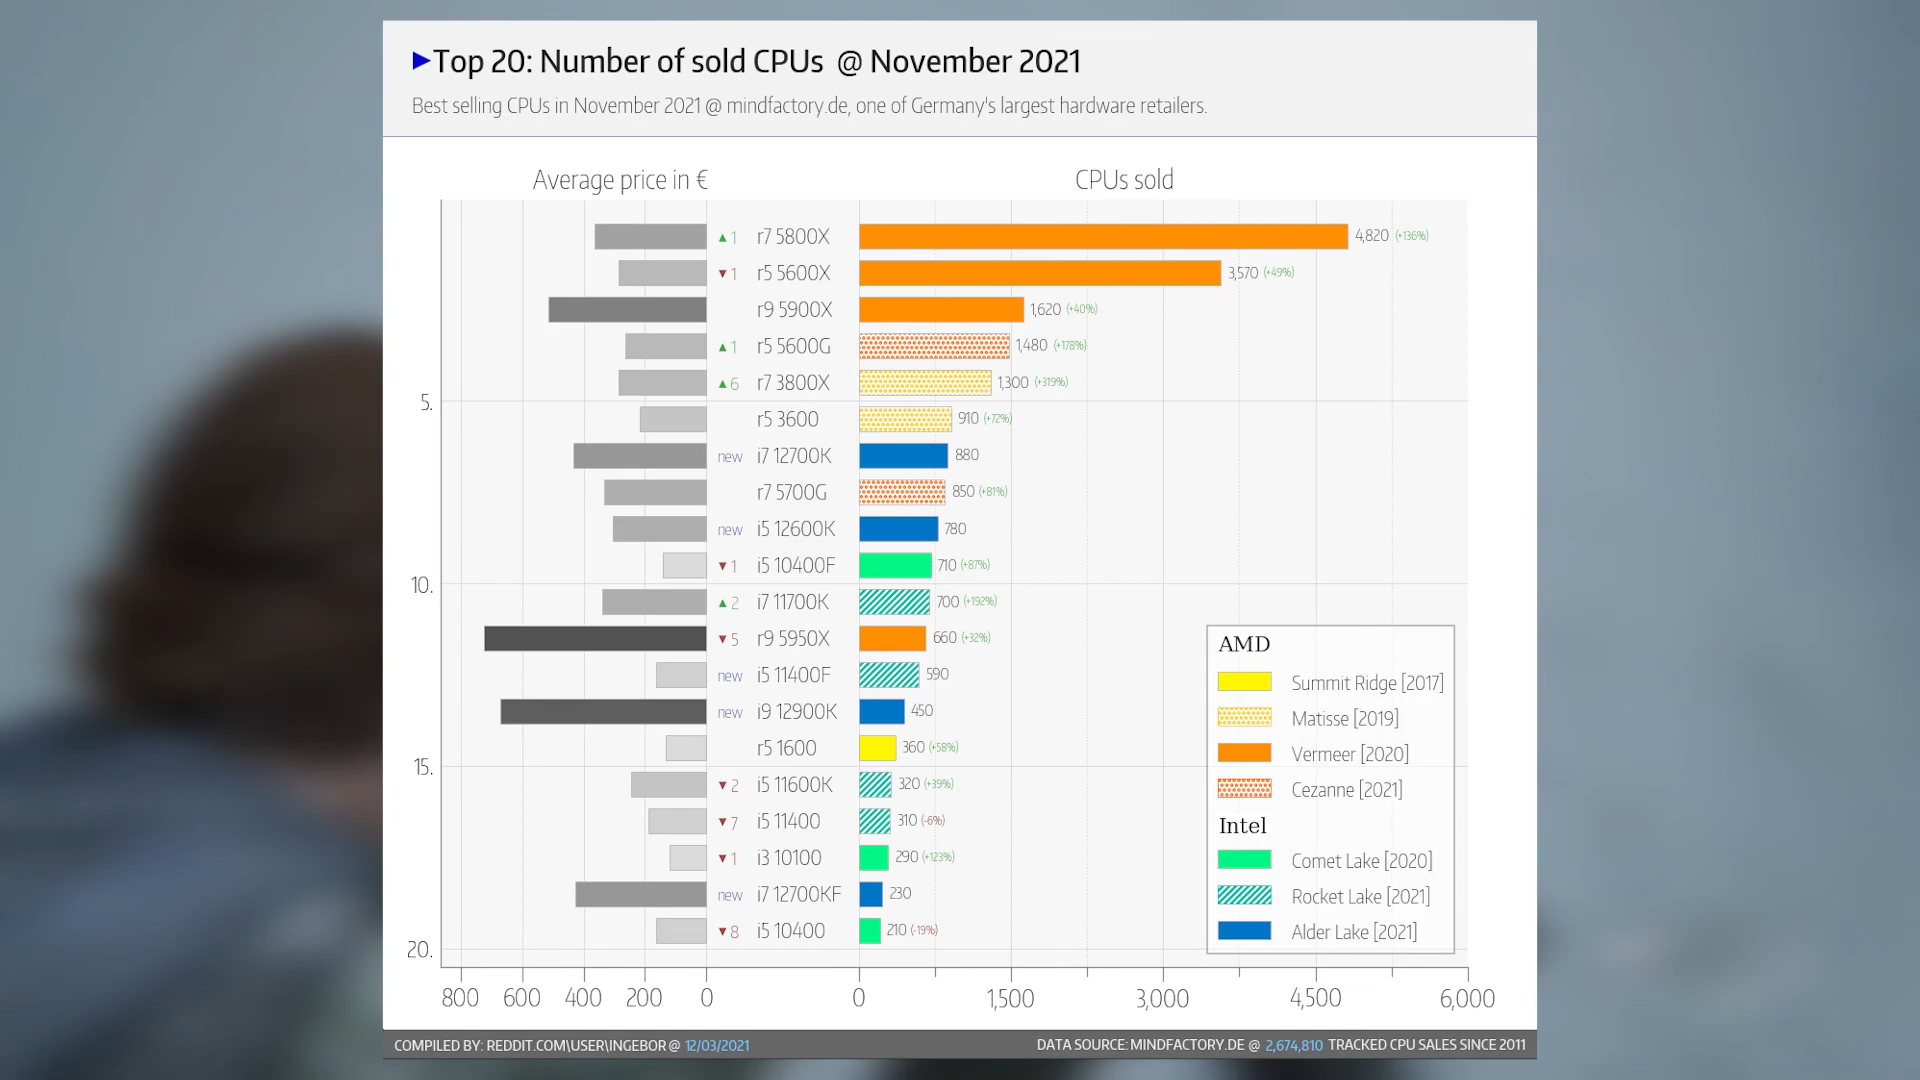 ►Top 20: Number of sold CPUs @ November 2021
Best selling CPUs in November 2021 @ mindfactory.de, one of Germany's largest hardware retailers.
Average price in € CPUs sold
▲1 r7 5800X 4,820 (+136%)
▼1 r5 5600X 3,570 (+49%)
r9 5900X 1,620 (+40%)
▲1 r5 5600G 1,480 (+178%)
▲6 r7 3800X 1,300 (+319%)
5.
r5 3600 910 (+72%)
new i7 12700K 880
r7 5700G 850 (+81%)
new i5 12600K 780
▼1 i5 10400F 710 (+87%)
10.
▲2 i7 11700K 700 (+192%)
▼5 r9 5950X 660 (+32%)
new i5 11400F 590
new i9 12900K 450
r5 1600 360 (+58%)
15.
▼2 i5 11600K 320 (+39%)
▼7 i5 11400 310 (-6%)
▼1 i3 10100 290 (+123%)
new i7 12700KF 230
▼8 i5 10400 210 (-19%)
20.
800 600 400 200 0 0 1,500 3,000 4,500 6,000
AMD
Summit Ridge [2017]
Matisse [2019]
Vermeer [2020]
Cezanne [2021]
Intel
Comet Lake [2020]
Rocket Lake [2021]
Alder Lake [2021]
COMPILED BY: REDDIT.COM\USER\INGEBOR @ 12/03/2021
DATA SOURCE: MINDFACTORY.DE @ 2,674,810 TRACKED CPU SALES SINCE 2011